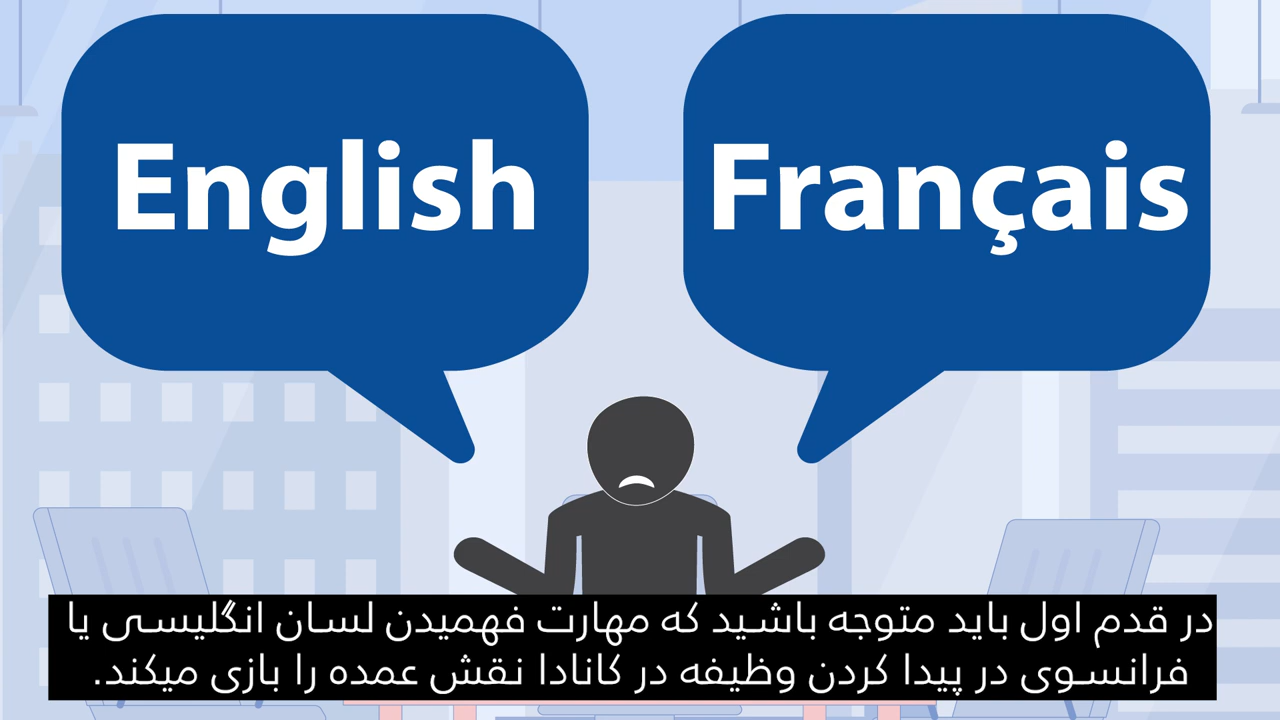 English
Français
در قدم اول باید متوجه باشید که مهارت فهمیدن لسان انگلیسی یا
فرانسوی در پیدا کردن وظیفه در کانادا نقش عمده را بازی میکند.